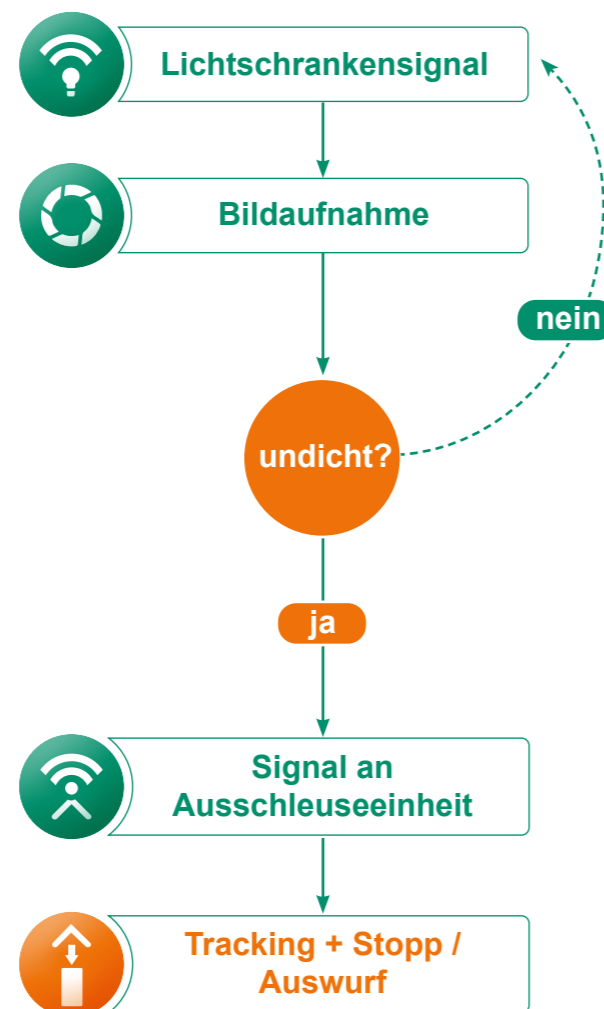 Lichtschrankensignal
Bildaufnahme
nein
undicht?
ja
Signal an
Ausschleuseeinheit
Tracking + Stopp /
Auswurf